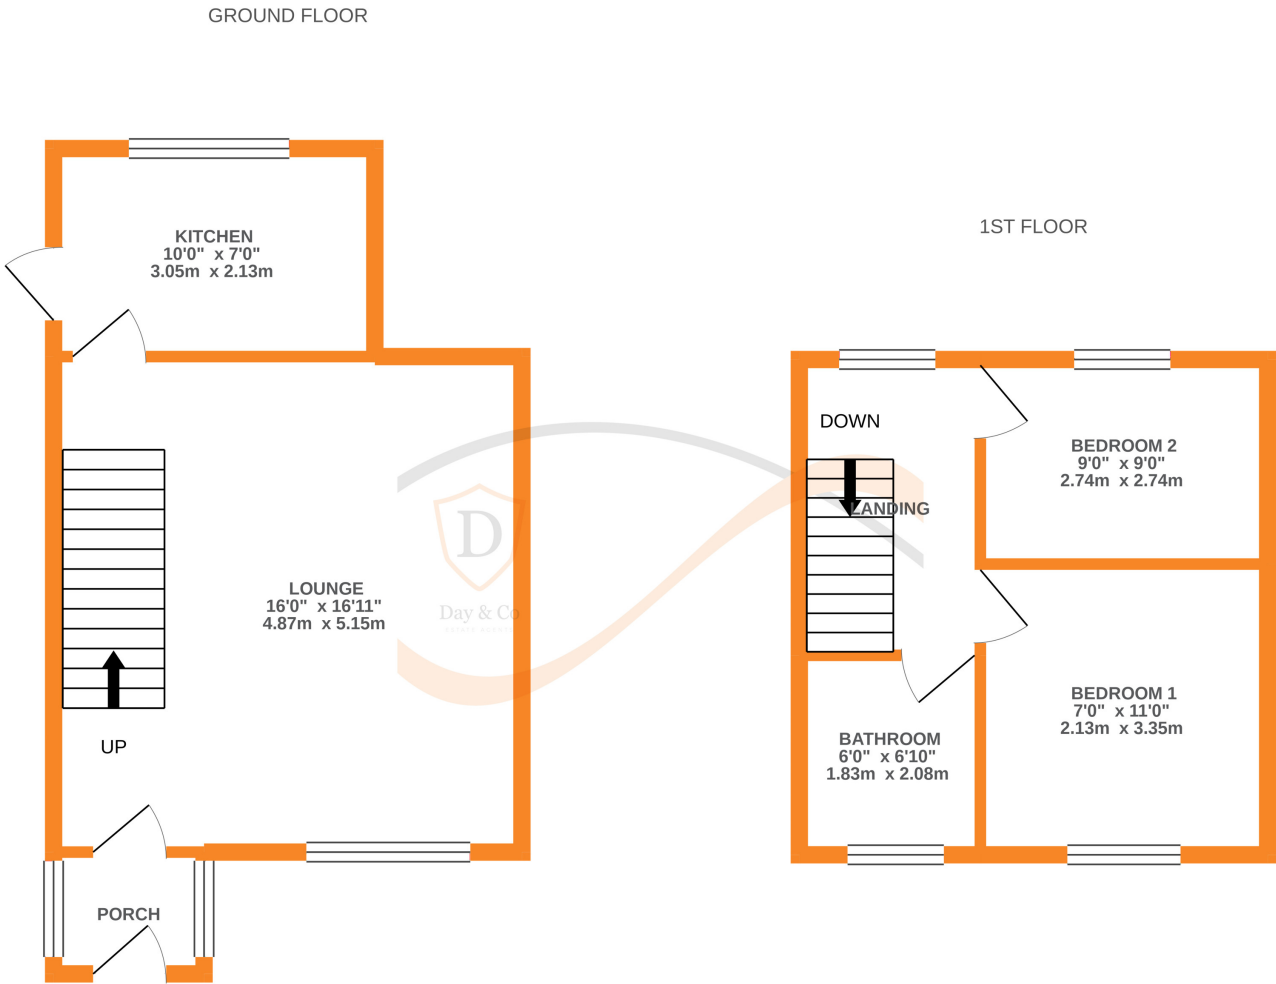 GROUND FLOOR
KITCHEN
10'0" x 7'0"
3.05m x 2.13m
LOUNGE
16'0" x 16'11"
4.87m x 5.15m
UP
PORCH
D
Day & Co
1ST FLOOR
DOWN
LANDING
BEDROOM 2
9'0" x 9'0"
2.74m x 2.74m
BEDROOM 1
7'0" x 11'0"
2.13m x 3.35m
BATHROOM
6'0" x 6'10"
1.83m x 2.08m